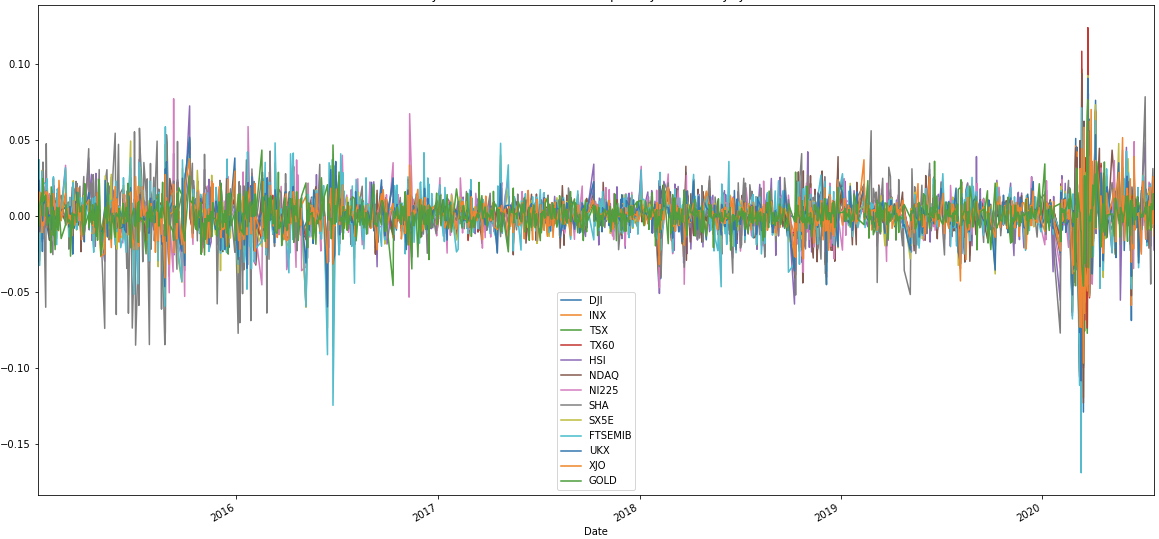 0.10
0.05
0.00
−0.05
−0.10
−0.15
DJI
INX
TSX
TX60
HSI
NDAQ
NI225
SHA
SX5E
FTSEMIB
UKX
XJO
GOLD
2016
2017
2018
2019
2020
Date